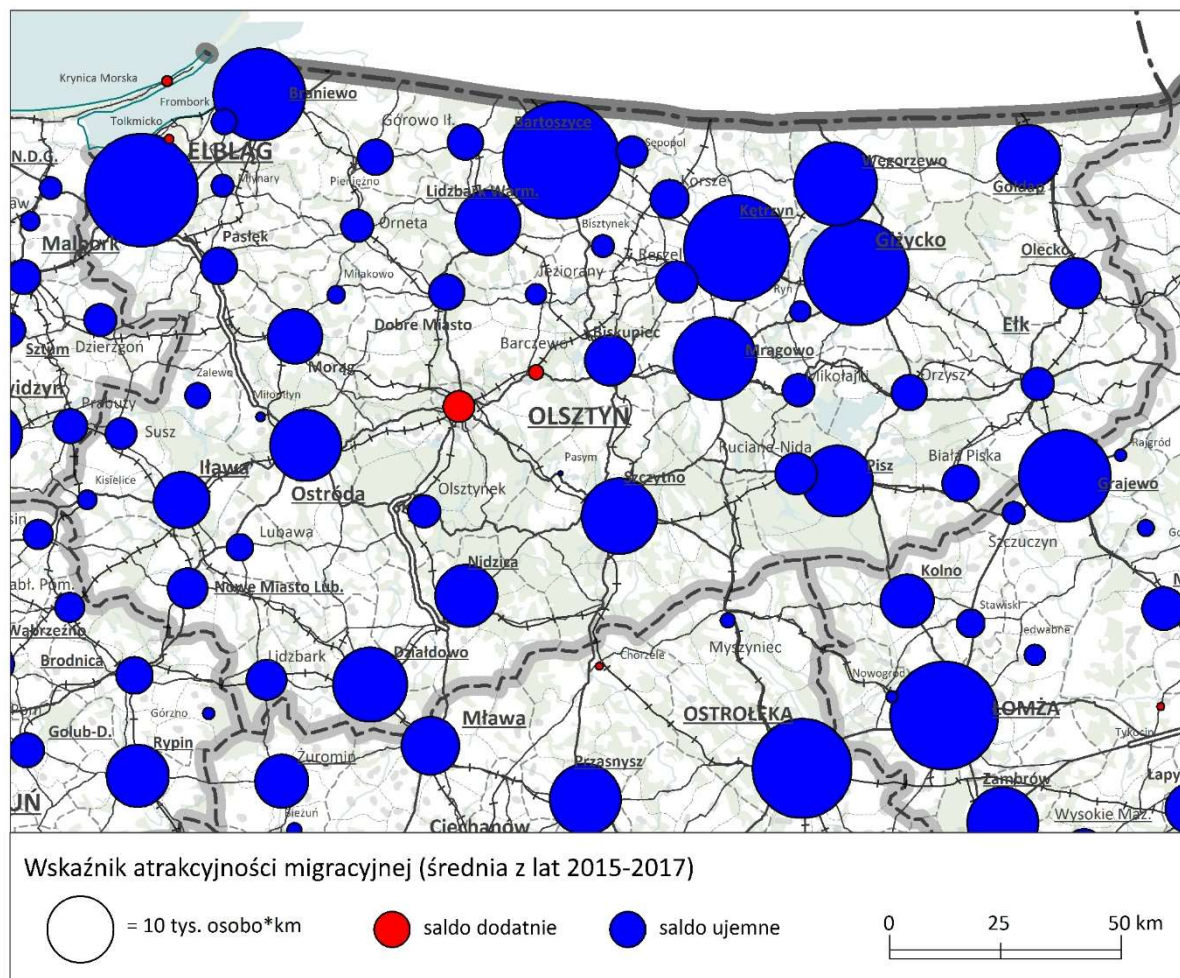 Krynica Morska
Frombork
Braniewo
Tolkmicko
ELBLĄG
Górowo Ił.
Bartoszyce
Sępopol
Węgorzewo
Gołdap
N.D.G.
Młynary
Pieniężno
Lidzbark Warm.
Korsze
Kętrzyn
Malbork
Pasłęk
Orneta
Bisztynek
Reszel
Giżycko
Olecko
Miłakowo
Jeziorany
Ryn
Sztum
Dzierzgoń
Morąg
Dobre Miasto
Barczewo
Biskupiec
Mrągowo
Ełk
Zalewo
Miłomłyn
Mikołajki
Orzysz
Prabuty
Susz
OLSZTYN
Iława
Ostróda
Pasym
Szczytno
Ruciane-Nida
Pisz
Biała Piska
Rajgród
Grajewo
Kisielice
Olsztynek
Lubawa
Szczuczyn
Nidzica
Kolno
Nowe Miasto Lub.
Stawiski
Wąbrzeźno
Jedwabne
Brodnica
Lidzbark
Działdowo
Chorzele
Myszyniec
Nowogród
Górzno
Mława
OSTROŁĘKA
ŁOMŻA
Tykocin
Golub-D.
Rypin
Żuromin
Przasnysz
Zambrów
Łapy
Bieżuń
Ciechanów
Wysokie Maz.
Wskaźnik atrakcyjności migracyjnej (średnia z lat 2015-2017)
= 10 tys. osobo*km
saldo dodatnie
saldo ujemne
0 25 50 km